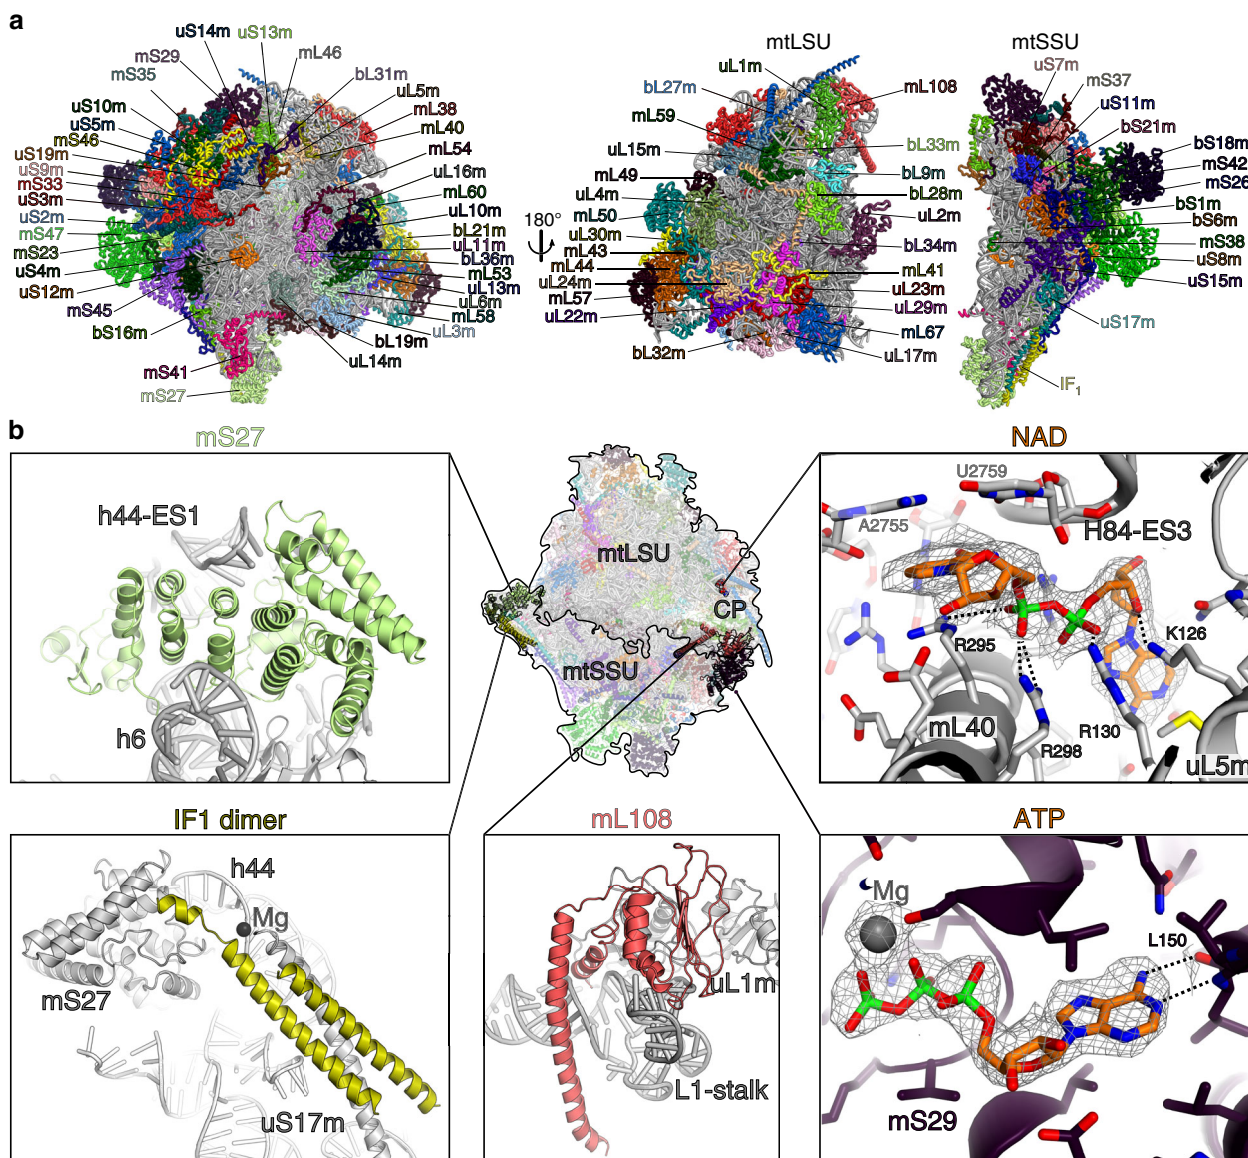 a
uS14m
uS13m
mS29
mL46
mS35
bL31m
uS10m
uL5m
uS5m
mL38
mS46
mL40
uS19m
mL54
uS9m
uL16m
mS33
mL60
uS3m
uL10m
uS2m
bL21m
mS47
uL11m
mS23
bL36m
uS4m
mL53
uS12m
uL13m
mS45
uL6m
bS16m
mL58
uL3m
bL19m
uL14m
mS41
mS27
180°
mtLSU
uL1m
bL27m
mL108
mL59
bL33m
uL15m
bL9m
mL49
bL28m
uL4m
uL2m
mL50
uL30m
bL34m
mL43
mL44
mL41
uL24m
uL23m
mL57
uL29m
uL22m
mL67
bL32m
uL17m
mtSSU
uS7m
mS37
uS11m
bS21m
bS18m
mS42
mS26
bS1m
bS6m
mS38
uS8m
uS15m
uS17m
IF1
b
mS27
h44-ES1
h6
mtLSU
CP
mtSSU
NAD
U2759
A2755
H84-ES3
R295
K126
mL40
R130
R298
uL5m
IF1 dimer
h44
Mg
mS27
uS17m
mL108
uL1m
L1-stalk
ATP
Mg
L150
mS29